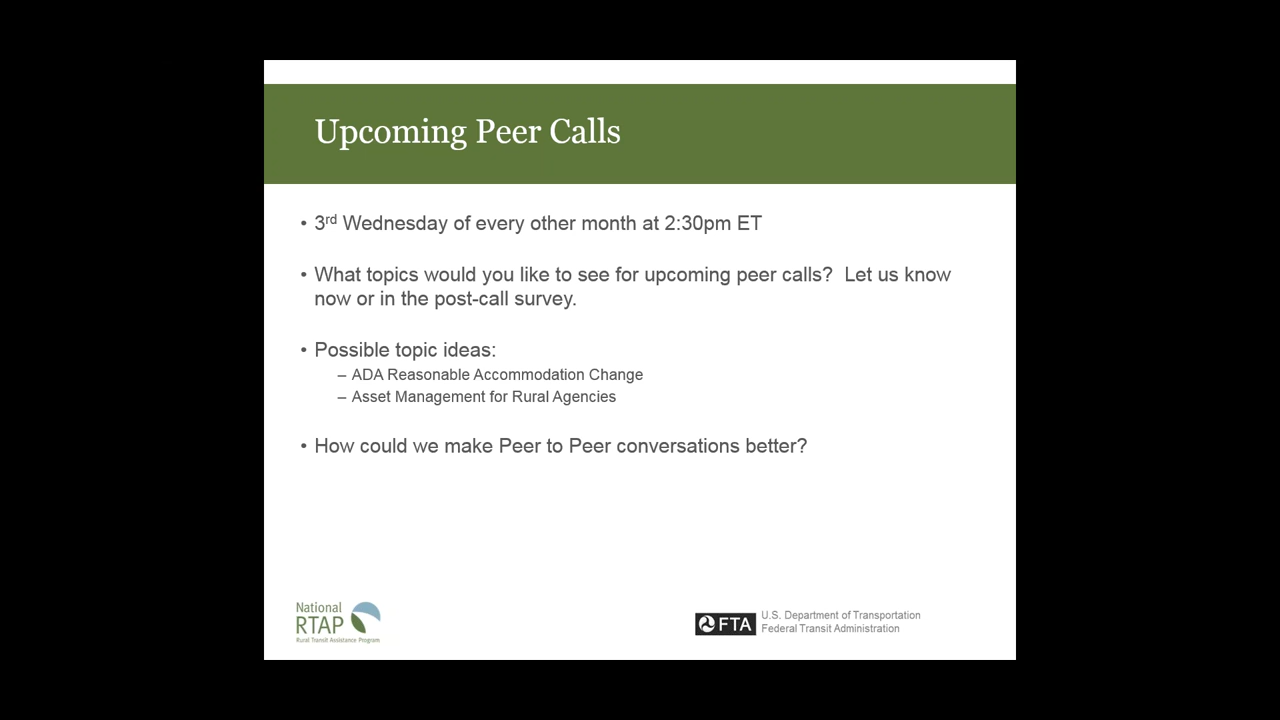 Upcoming Peer Calls
• 3rd Wednesday of every other month at 2:30pm ET
• What topics would you like to see for upcoming peer calls?  Let us know
now or in the post-call survey.
• Possible topic ideas:
– ADA Reasonable Accommodation Change
– Asset Management for Rural Agencies
• How could we make Peer to Peer conversations better?
National
RTAP
Rural Transit Assistance Program
FTA
U.S. Department of Transportation
Federal Transit Administration